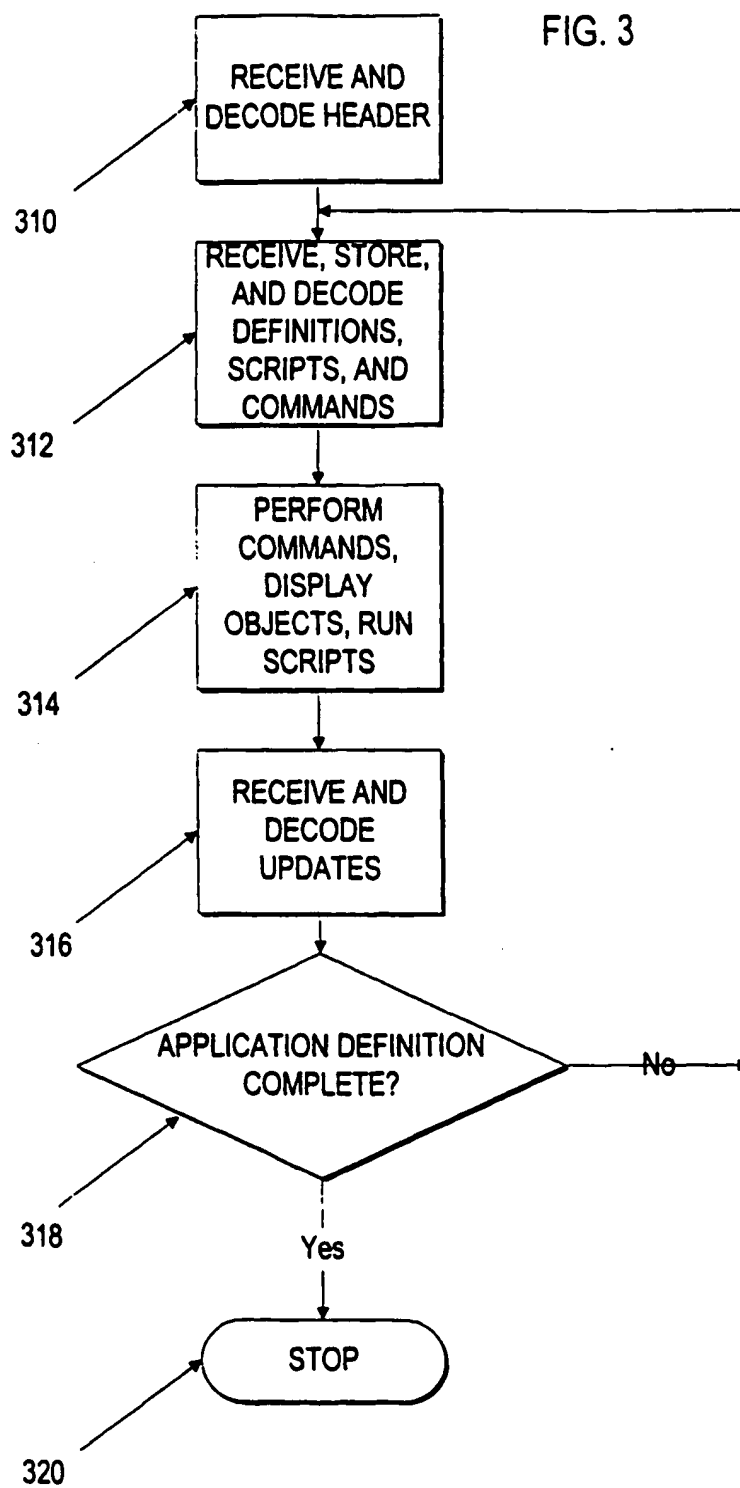 FIG. 3
RECEIVE AND
DECODE HEADER
310
RECEIVE, STORE,
AND DECODE
DEFINITIONS,
SCRIPTS, AND
COMMANDS
312
PERFORM
COMMANDS,
DISPLAY
OBJECTS, RUN
SCRIPTS
314
RECEIVE AND
DECODE
UPDATES
316
APPLICATION DEFINITION
COMPLETE?
No
318
Yes
STOP
320